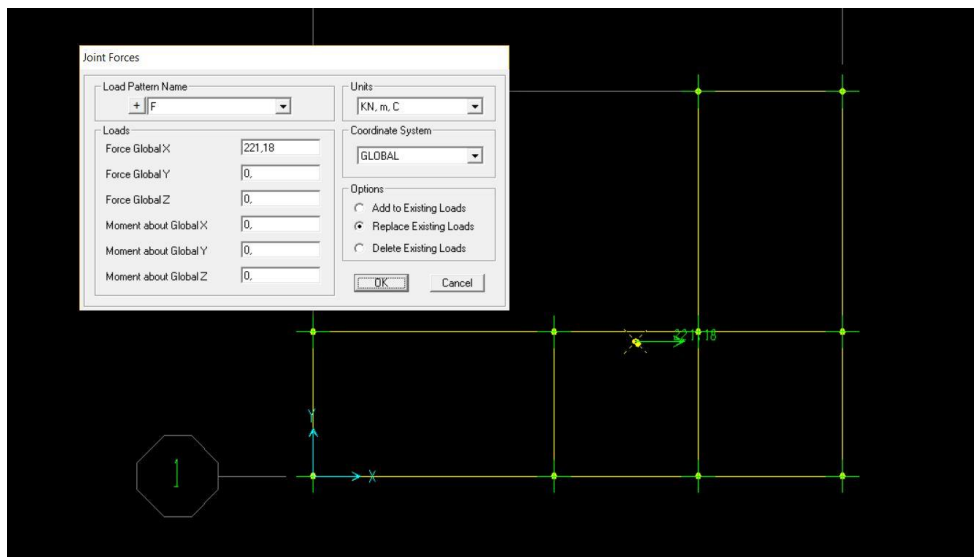 Joint Forces
Load Pattern Name
+ F
Units
KN, m, C
Loads
Force Global X 221,18
Force Global Y 0,
Force Global Z 0,
Moment about Global X 0,
Moment about Global Y 0,
Moment about Global Z 0,
Coordinate System
GLOBAL
Options
Add to Existing Loads
Replace Existing Loads
Delete Existing Loads
OK Cancel
221,18
Y
X
1